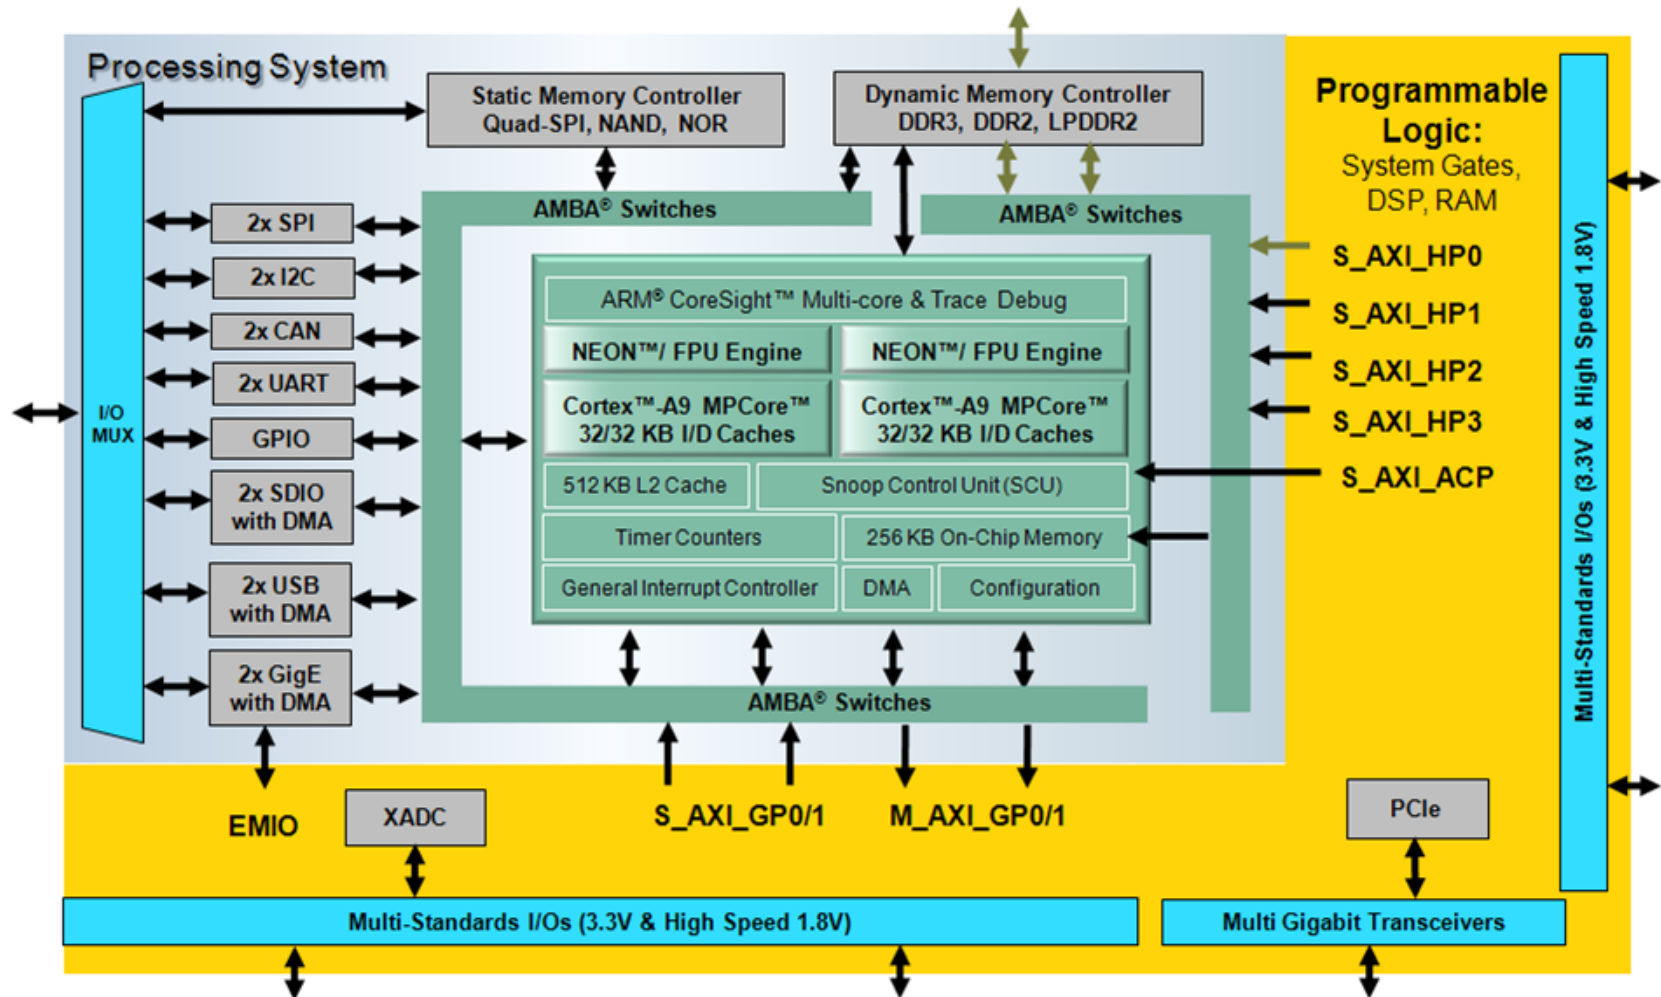 Processing System
Static Memory Controller
Quad-SPI, NAND, NOR
Dynamic Memory Controller
DDR3, DDR2, LPDDR2
Programmable
Logic:
System Gates,
DSP, RAM
AMBA® Switches
AMBA® Switches
2x SPI
2x I2C
2x CAN
2x UART
GPIO
2x SDIO
with DMA
2x USB
with DMA
2x GigE
with DMA
I/O
MUX
ARM® CoreSight™ Multi-core & Trace Debug
NEON™/ FPU Engine
NEON™/ FPU Engine
Cortex™-A9 MPCore™
32/32 KB I/D Caches
Cortex™-A9 MPCore™
32/32 KB I/D Caches
512 KB L2 Cache
Snoop Control Unit (SCU)
Timer Counters
256 KB On-Chip Memory
General Interrupt Controller
DMA
Configuration
AMBA® Switches
S_AXI_HP0
S_AXI_HP1
S_AXI_HP2
S_AXI_HP3
S_AXI_ACP
Multi-Standards I/Os (3.3V & High Speed 1.8V)
EMIO
XADC
S_AXI_GP0/1
M_AXI_GP0/1
PCIe
Multi-Standards I/Os (3.3V & High Speed 1.8V)
Multi Gigabit Transceivers